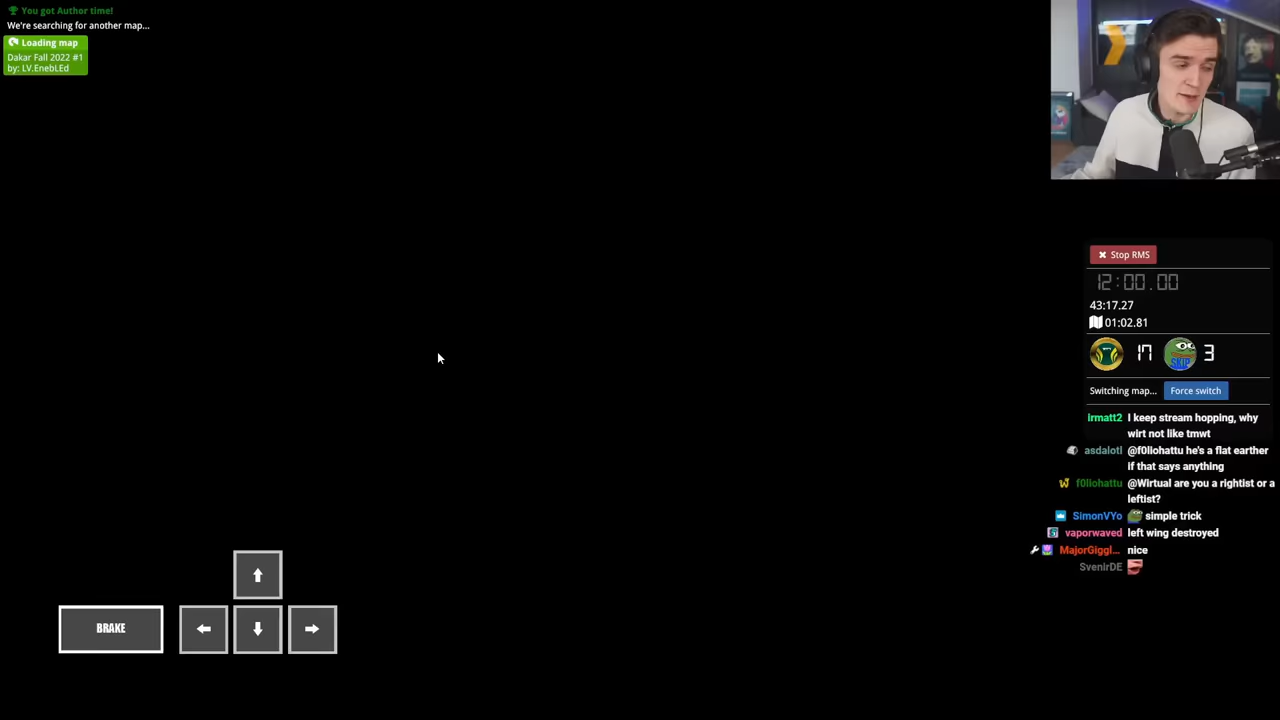 You got Author time!
We're searching for another map...
Loading map
Dakar Fall 2022 #1
by: LV.EnebLEd
Stop RMS
12:00.00
43:17.27
01:02.81
17
SKIP
3
Switching map...
Force switch
irmatt2 I keep stream hopping, why
wirt not like tmwt
asdaloti @f0liohattu he's a flat earther
if that says anything
f0liohattu @Wirtual are you a rightist or a
leftist?
SimonVYo simple trick
vaporwaved left wing destroyed
MajorGiggl... nice
SvenirDE
BRAKE